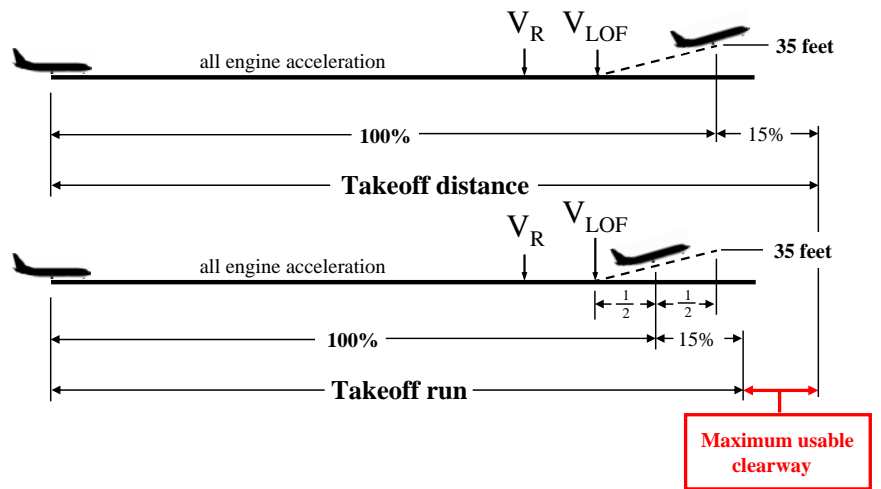 V_R V_LOF
35 feet
all engine acceleration
100%
15%
Takeoff distance
V_R V_LOF
35 feet
all engine acceleration
1/2 1/2
100%
15%
Takeoff run
Maximum usable
clearway